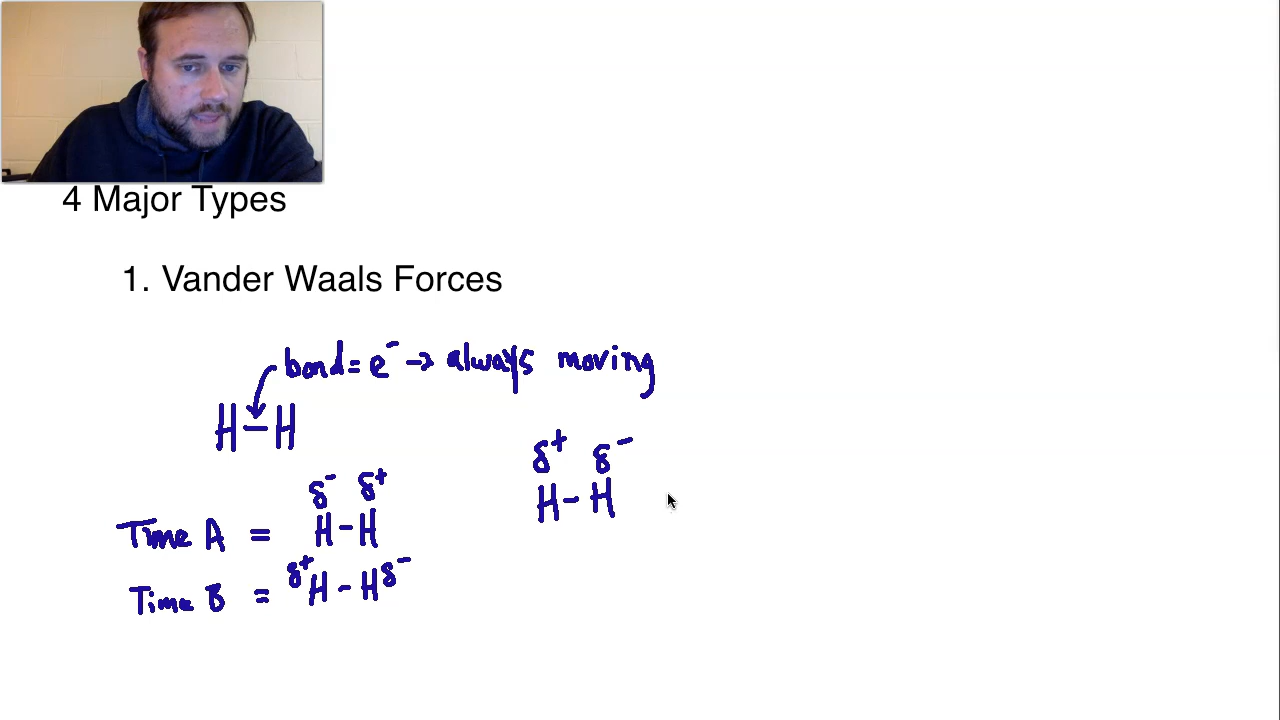 4 Major Types
1. Vander Waals Forces
bond = e⁻ → always moving
H–H
δ⁺ δ⁻
H–H
δ⁻ δ⁺
Time A = H–H
Time B = δ⁺H–Hδ⁻